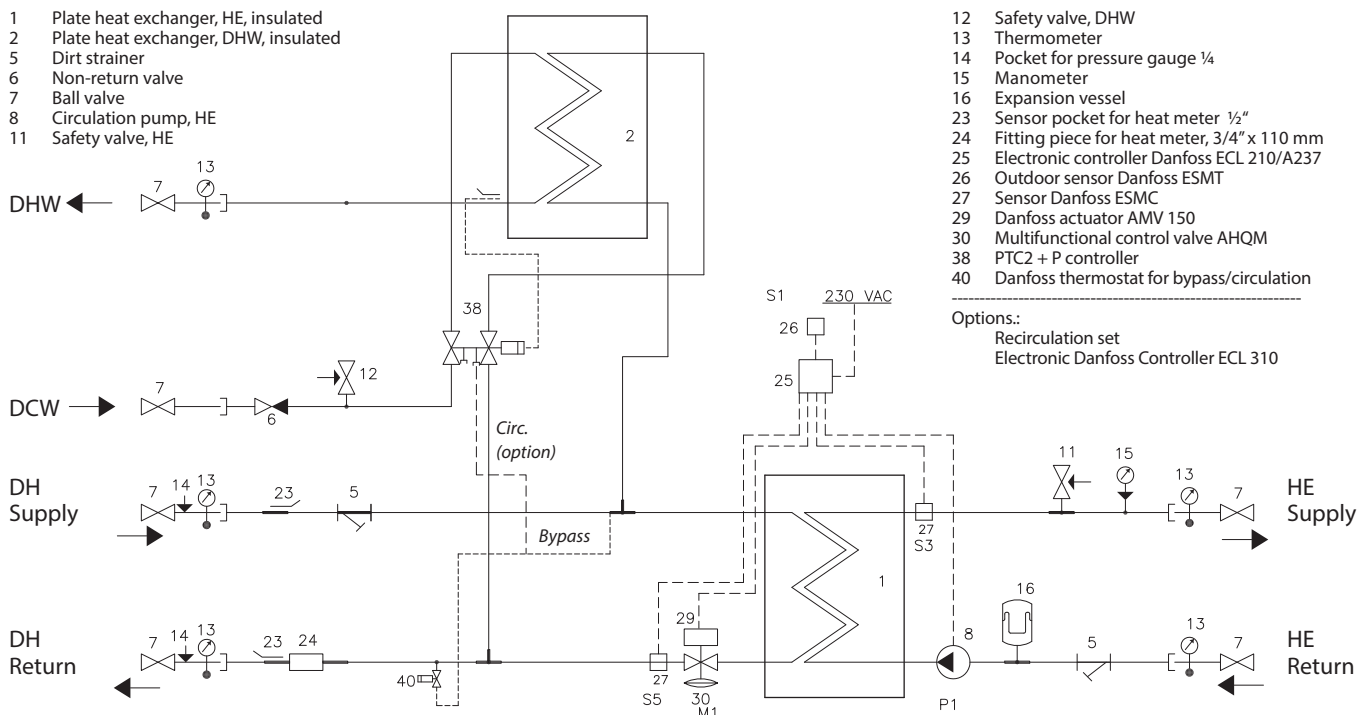 1 Plate heat exchanger, HE, insulated
2 Plate heat exchanger, DHW, insulated
5 Dirt strainer
6 Non-return valve
7 Ball valve
8 Circulation pump, HE
11 Safety valve, HE
12 Safety valve, DHW
13 Thermometer
14 Pocket for pressure gauge ¼
15 Manometer
16 Expansion vessel
23 Sensor pocket for heat meter ½“
24 Fitting piece for heat meter, 3/4” x 110 mm
25 Electronic controller Danfoss ECL 210/A237
26 Outdoor sensor Danfoss ESMT
27 Sensor Danfoss ESMC
29 Danfoss actuator AMV 150
30 Multifunctional control valve AHQM
38 PTC2 + P controller
40 Danfoss thermostat for bypass/circulation
Options.:
Recirculation set
Electronic Danfoss Controller ECL 310
2
7 13
DHW
38
S1 230 VAC
26
25
7 12
DCW
6
Circ.
(option)
DH
Supply
7 14 13 23 5
Bypass
11 15 13 7
HE
Supply
27
S3
1
16
29
8
DH
Return
7 14 13 23 24
40
27
S5
30
M1
P1
5 13 7
HE
Return